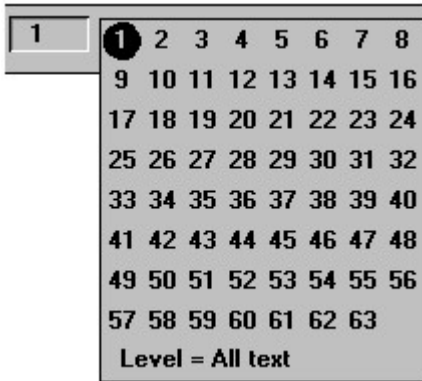 1
1 2 3 4 5 6 7 8
9 10 11 12 13 14 15 16
17 18 19 20 21 22 23 24
25 26 27 28 29 30 31 32
33 34 35 36 37 38 39 40
41 42 43 44 45 46 47 48
49 50 51 52 53 54 55 56
57 58 59 60 61 62 63
Level = All text